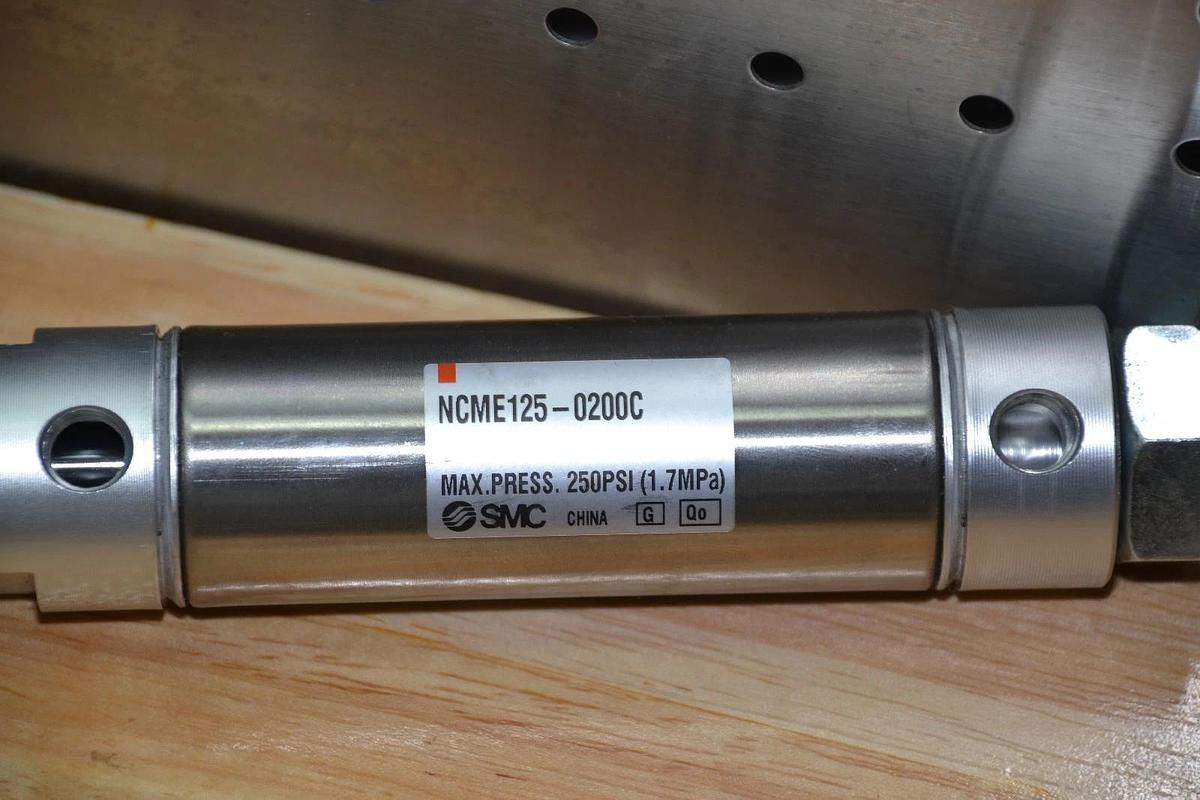 NCME125-0200C
MAX.PRESS. 250PSI (1.7MPa)
SMC CHINA G Qo